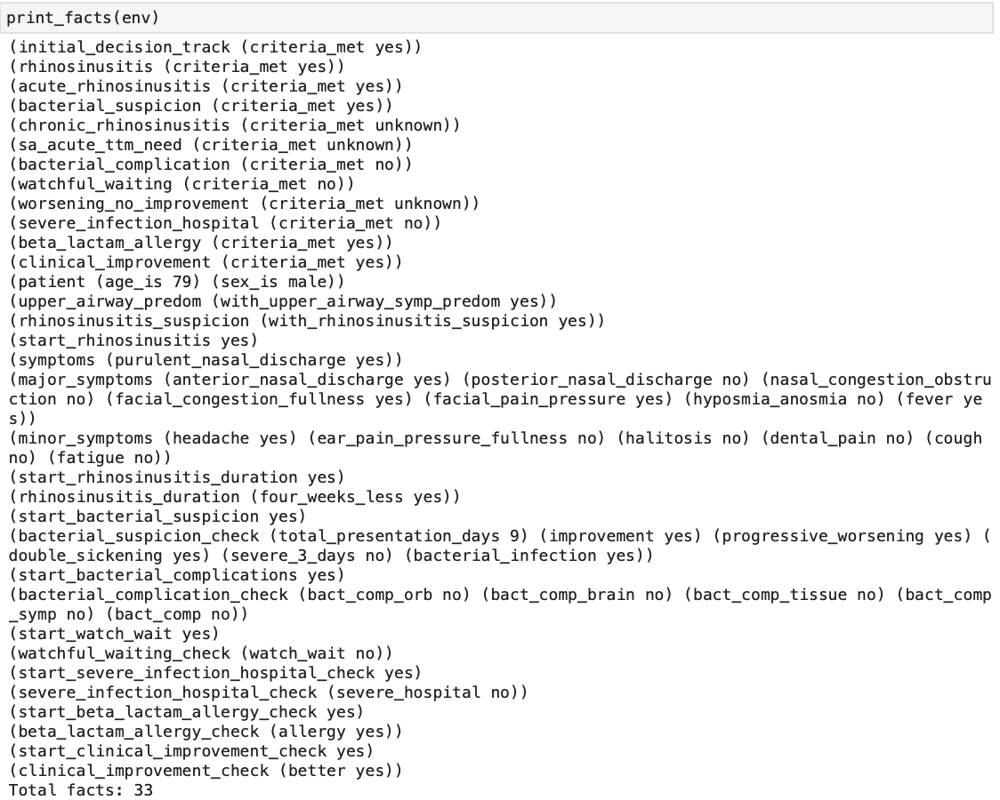 print_facts(env)
(initial_decision_track (criteria_met yes))
(rhinosinusitis (criteria_met yes))
(acute_rhinosinusitis (criteria_met yes))
(bacterial_suspicion (criteria_met yes))
(chronic_rhinosinusitis (criteria_met unknown))
(sa_acute_ttm_need (criteria_met unknown))
(bacterial_complication (criteria_met no))
(watchful_waiting (criteria_met no))
(worsening_no_improvement (criteria_met unknown))
(severe_infection_hospital (criteria_met no))
(beta_lactam_allergy (criteria_met yes))
(clinical_improvement (criteria_met yes))
(patient (age_is 79) (sex_is male))
(upper_airway_predom (with_upper_airway_symp_predom yes))
(rhinosinusitis_suspicion (with_rhinosinusitis_suspicion yes))
(start_rhinosinusitis yes)
(symptoms (purulent_nasal_discharge yes))
(major_symptoms (anterior_nasal_discharge yes) (posterior_nasal_discharge no) (nasal_congestion_obstru
ction no) (facial_congestion_fullness yes) (facial_pain_pressure yes) (hyposmia_anosmia no) (fever ye
s))
(minor_symptoms (headache yes) (ear_pain_pressure_fullness no) (halitosis no) (dental_pain no) (cough
no) (fatigue no))
(start_rhinosinusitis_duration yes)
(rhinosinusitis_duration (four_weeks_less yes))
(start_bacterial_suspicion yes)
(bacterial_suspicion_check (total_presentation_days 9) (improvement yes) (progressive_worsening yes) (
double_sickening yes) (severe_3_days no) (bacterial_infection yes))
(start_bacterial_complications yes)
(bacterial_complication_check (bact_comp_orb no) (bact_comp_brain no) (bact_comp_tissue no) (bact_comp
_symp no) (bact_comp no))
(start_watch_wait yes)
(watchful_waiting_check (watch_wait no))
(start_severe_infection_hospital_check yes)
(severe_infection_hospital_check (severe_hospital no))
(start_beta_lactam_allergy_check yes)
(beta_lactam_allergy_check (allergy yes))
(start_clinical_improvement_check yes)
(clinical_improvement_check (better yes))
Total facts: 33